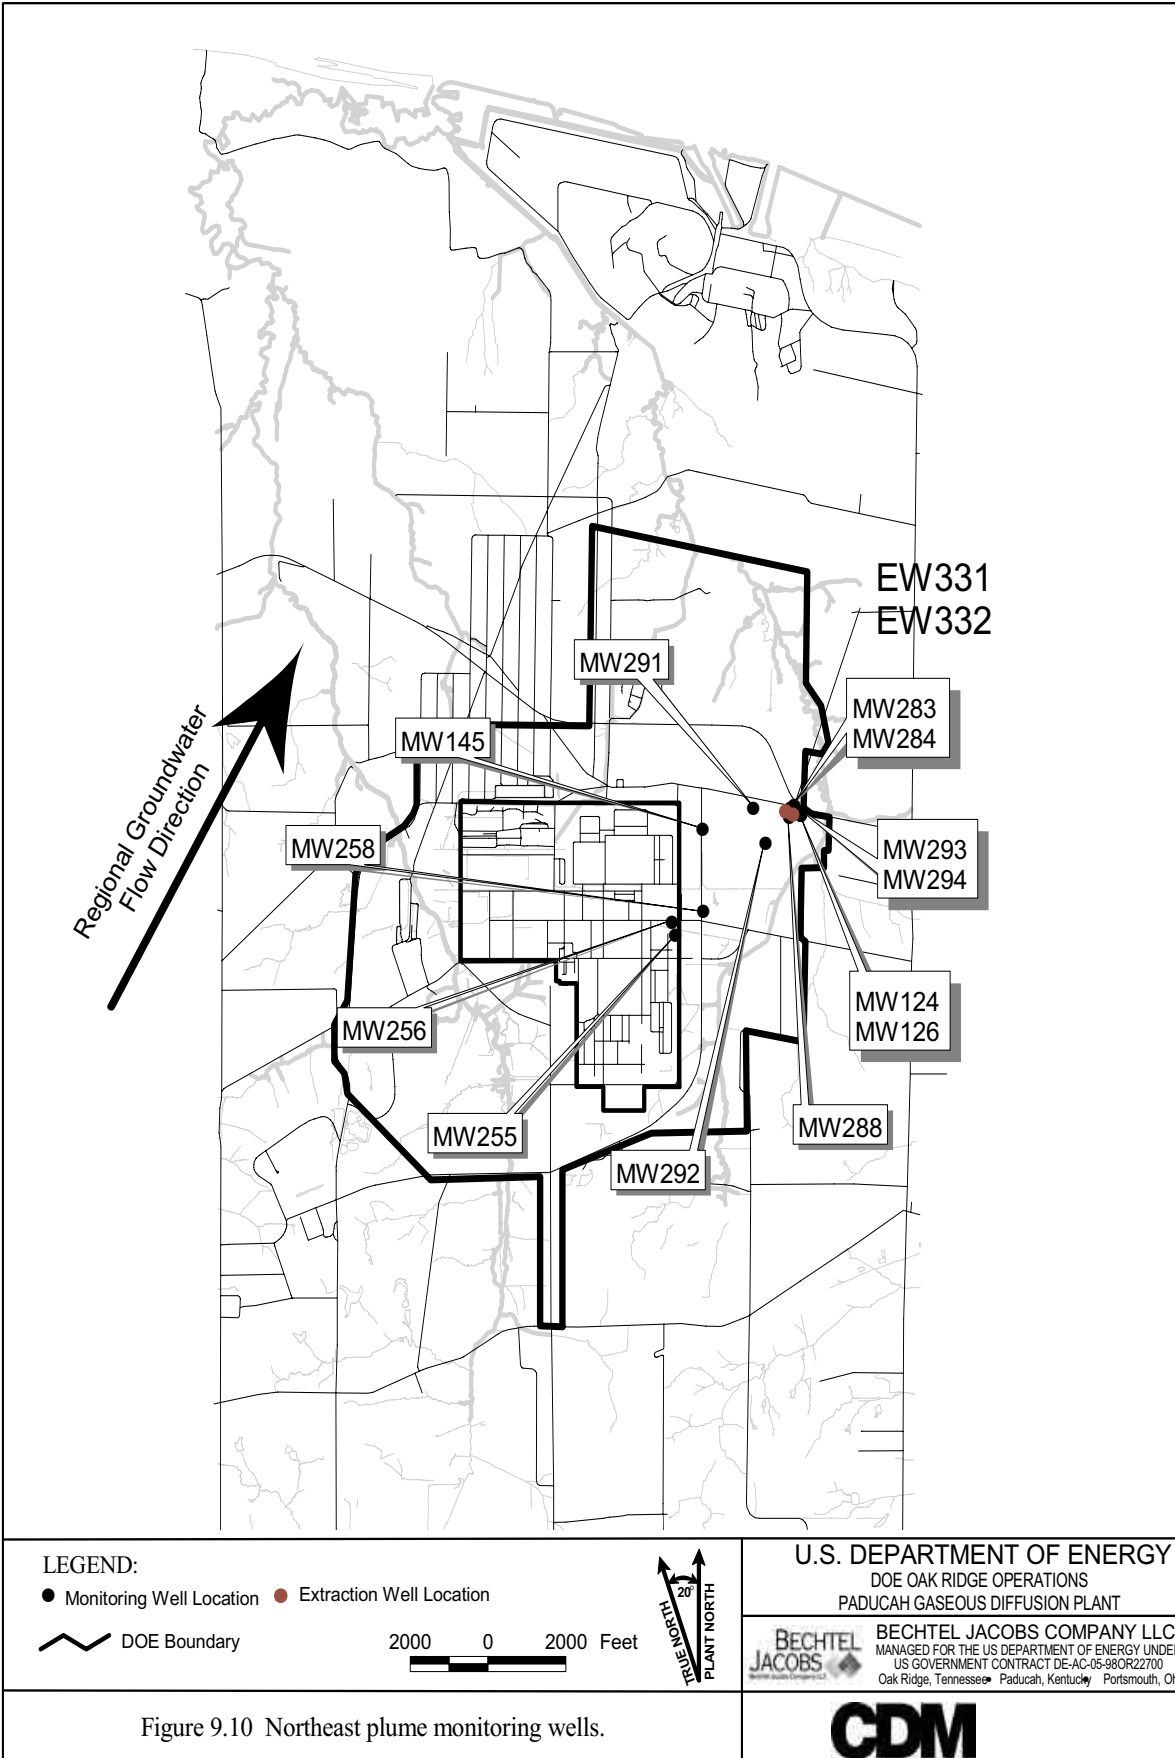 EW331
EW332
MW291
MW283
MW284
MW145
Regional Groundwater
Flow Direction
MW258
MW293
MW294
MW256
MW124
MW126
MW255
MW288
MW292
LEGEND:
Monitoring Well Location
Extraction Well Location
DOE Boundary
2000 0 2000 Feet
20°
TRUE NORTH
PLANT NORTH
U.S. DEPARTMENT OF ENERGY
DOE OAK RIDGE OPERATIONS
PADUCAH GASEOUS DIFFUSION PLANT
BECHTEL
JACOBS
BECHTEL JACOBS COMPANY LLC
MANAGED FOR THE US DEPARTMENT OF ENERGY UNDE
US GOVERNMENT CONTRACT DE-AC-05-98OR22700
Oak Ridge, Tennessee• Paducah, Kentucky• Portsmouth, Oh
Figure 9.10 Northeast plume monitoring wells.
CDM